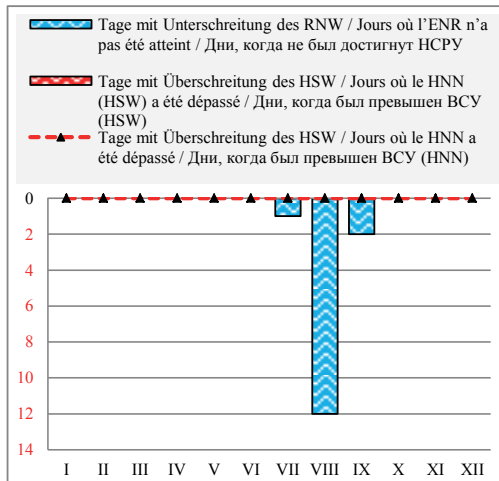 Tage mit Unterschreitung des RNW / Jours où l'ENR n'a
pas été atteint / Дни, когда не был достигнут НСРУ
Tage mit Überschreitung des HSW / Jours où le HNN
(HSW) a été dépassé / Дни, когда был превышен ВСУ
(HSW)
Tage mit Überschreitung des HSW / Jours où le HNN a
été dépassé / Дни, когда был превышен ВСУ (HNN)
0
2
4
6
8
10
12
14
I II III IV V VI VII VIII IX X XI XII